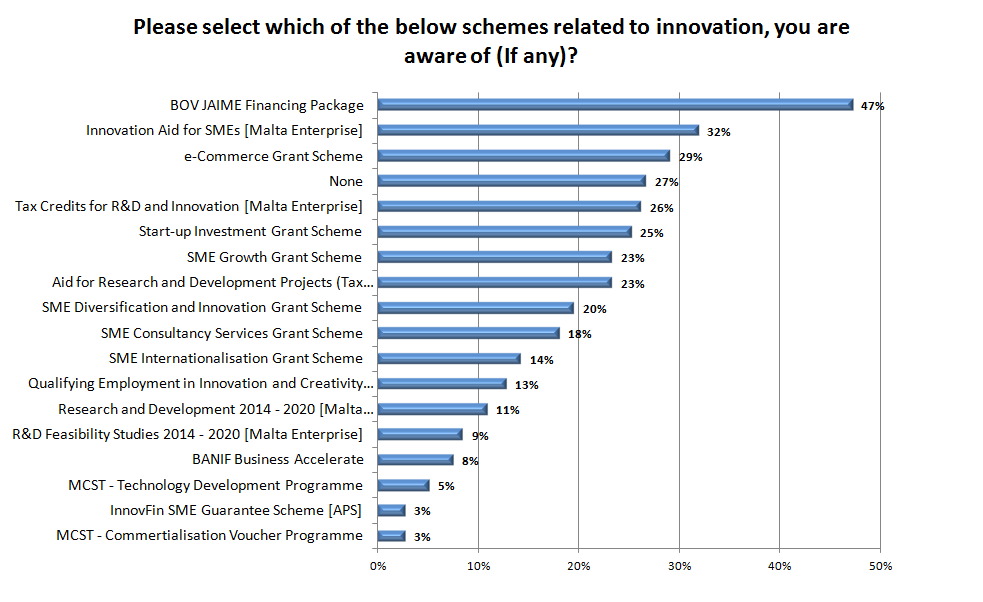 Please select which of the below schemes related to innovation, you are
aware of (If any)?
BOV JAIME Financing Package 47%
Innovation Aid for SMEs [Malta Enterprise] 32%
e-Commerce Grant Scheme 29%
None 27%
Tax Credits for R&D and Innovation [Malta Enterprise] 26%
Start-up Investment Grant Scheme 25%
SME Growth Grant Scheme 23%
Aid for Research and Development Projects (Tax... 23%
SME Diversification and Innovation Grant Scheme 20%
SME Consultancy Services Grant Scheme 18%
SME Internationalisation Grant Scheme 14%
Qualifying Employment in Innovation and Creativity... 13%
Research and Development 2014 - 2020 [Malta... 11%
R&D Feasibility Studies 2014 - 2020 [Malta Enterprise] 9%
BANIF Business Accelerate 8%
MCST - Technology Development Programme 5%
InnovFin SME Guarantee Scheme [APS] 3%
MCST - Commertialisation Voucher Programme 3%
0% 10% 20% 30% 40% 50%